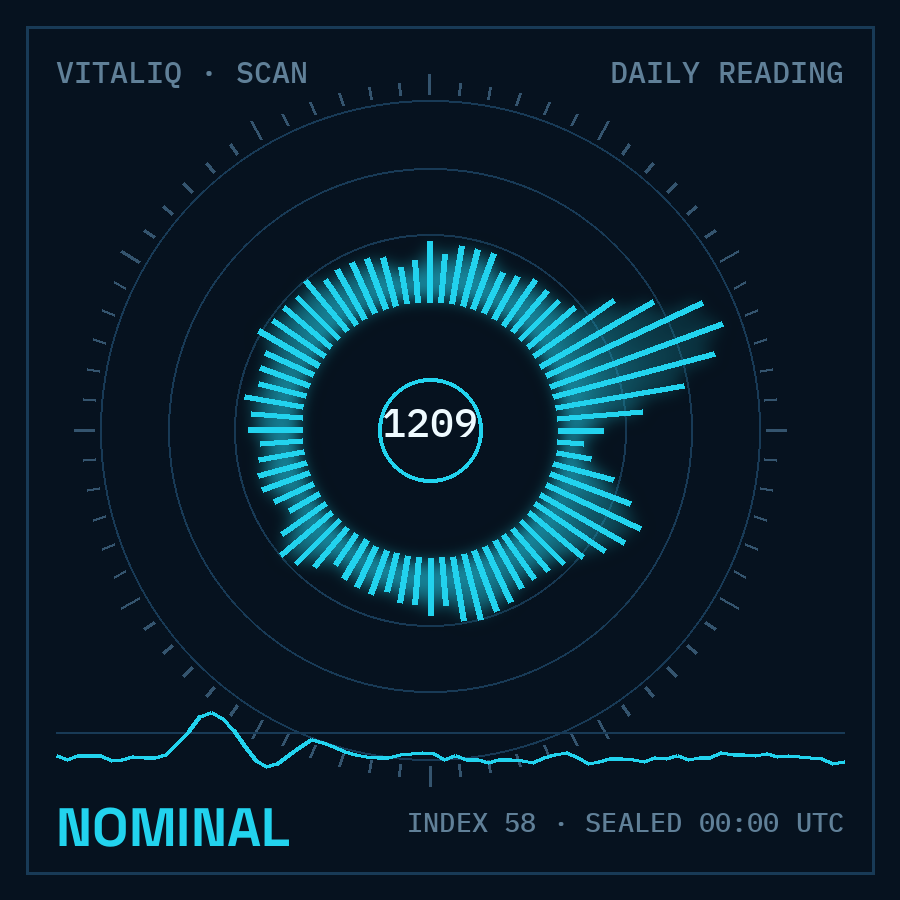 VITALIQ · SCAN
DAILY READING
1209
NOMINAL
INDEX 58 · SEALED 00:00 UTC